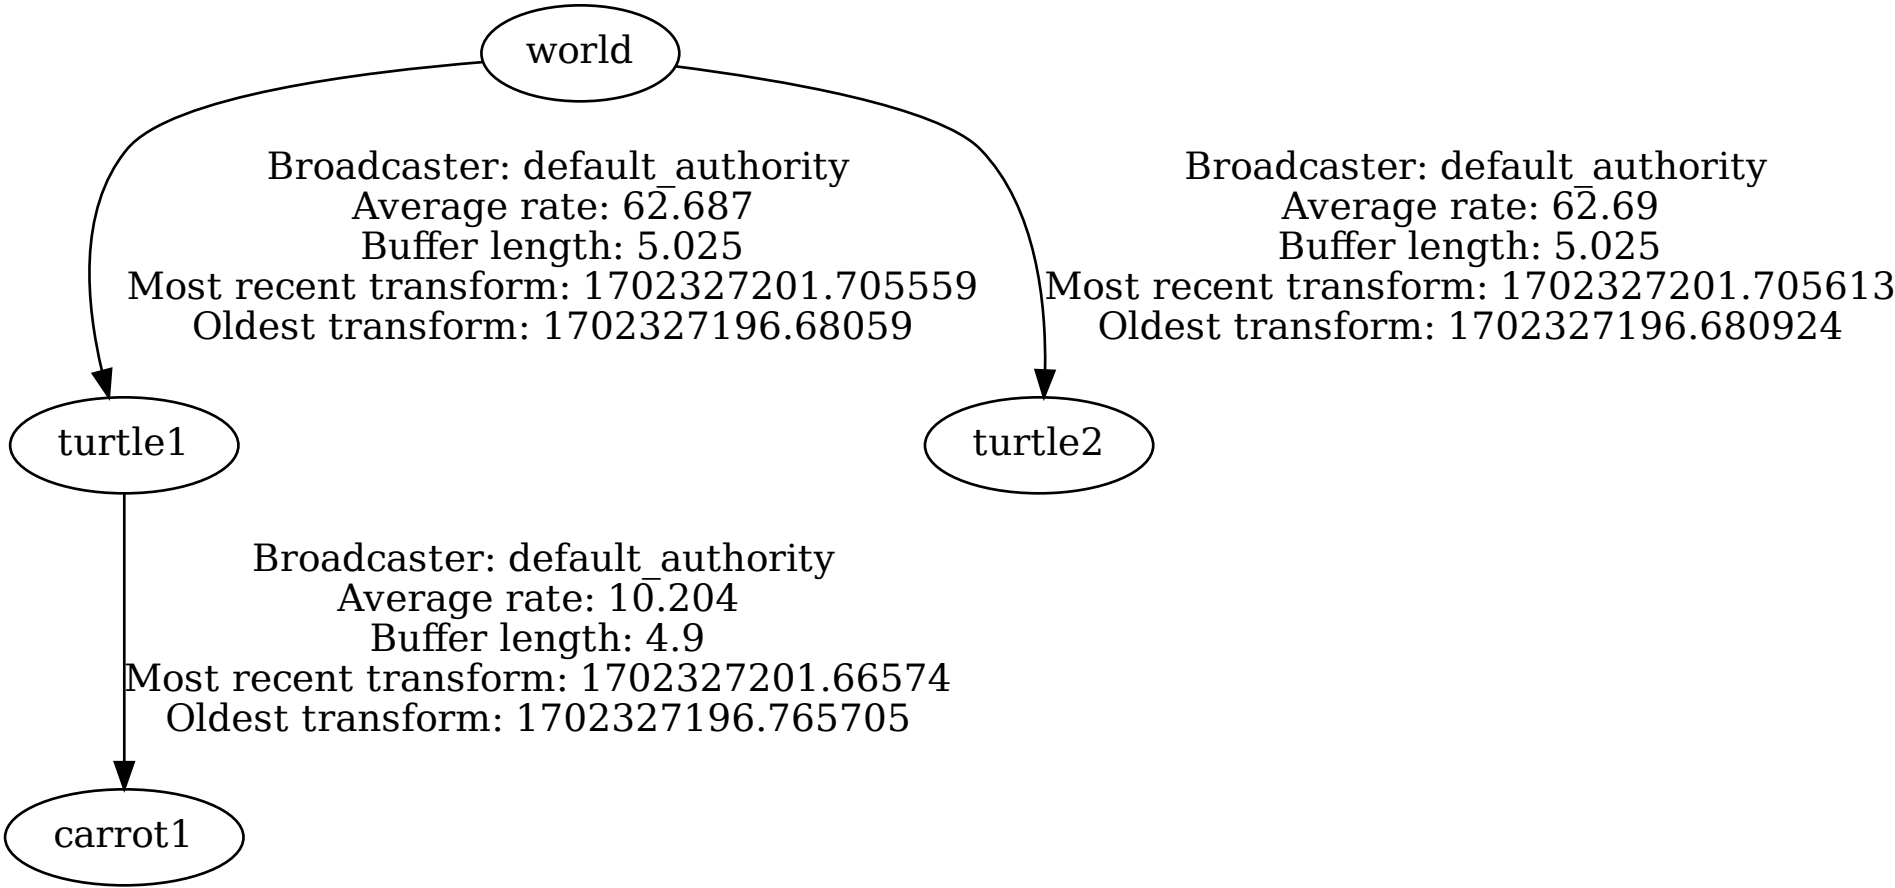 world
Broadcaster: default_authority
Average rate: 62.687
Buffer length: 5.025
Most recent transform: 1702327201.705559
Oldest transform: 1702327196.68059
Broadcaster: default_authority
Average rate: 62.69
Buffer length: 5.025
Most recent transform: 1702327201.705613
Oldest transform: 1702327196.680924
turtle1
turtle2
Broadcaster: default_authority
Average rate: 10.204
Buffer length: 4.9
Most recent transform: 1702327201.66574
Oldest transform: 1702327196.765705
carrot1